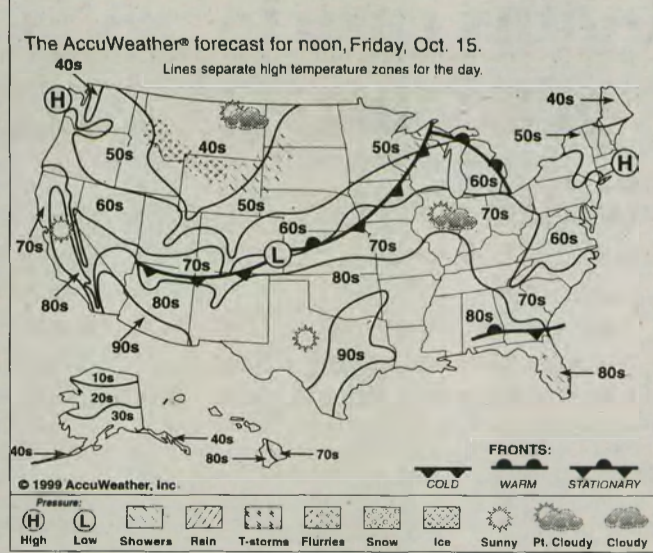 The AccuWeather® forecast for noon, Friday, Oct. 15.
Lines separate high temperature zones for the day.
40s
H
40s
50s
40s
50s
50s
H
60s
60s
50s
60s
70s
60s
70s
L
70s
70s
80s
80s
80s
70s
80s
90s
90s
80s
10s
20s
30s
40s
40s
80s
70s
FRONTS:
COLD WARM STATIONARY
© 1999 AccuWeather, Inc
Pressure:
H L
High Low Showers Rain T-storms Flurries Snow Ice Sunny Pt. Cloudy Cloudy